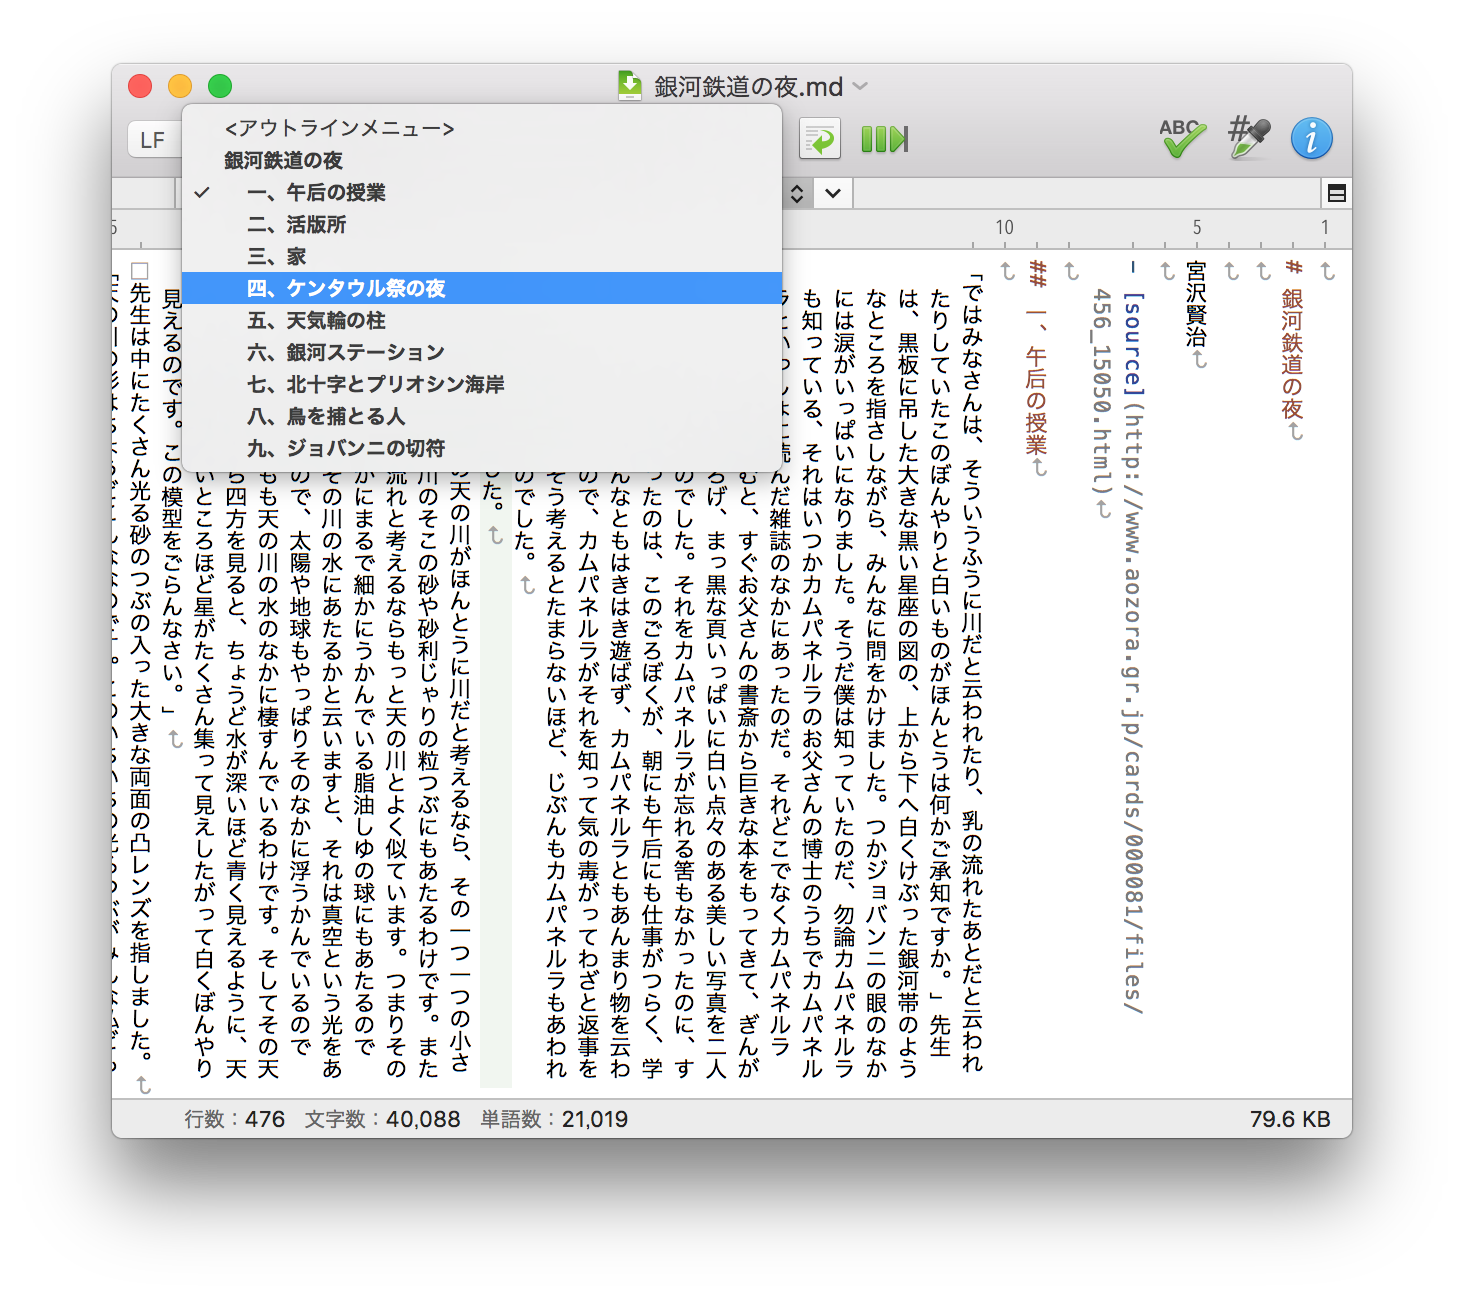 銀河鉄道の夜.md
LF
ABC
#
<アウトラインメニュー>
銀河鉄道の夜
一、午后の授業
二、活版所
三、家
四、ケンタウル祭の夜
五、天気輪の柱
六、銀河ステーション
七、北十字とプリオシン海岸
八、鳥を捕とる人
九、ジョバンニの切符
10 5 1
# 銀河鉄道の夜
宮沢賢治
- [source](http://www.aozora.gr.jp/cards/000081/files/
456_15050.html)
## 一、午后の授業
「ではみなさんは、そういうふうに川だと云われたり、乳の流れたあとだと云われ
たりしていたこのぼんやりと白いものがほんとうは何かご承知ですか。」先生
は、黒板に吊した大きな黒い星座の図の、上から下へ白くけぶった銀河帯のよう
なところを指さしながら、みんなに問をかけました。つかジョバンニの眼のなか
には涙がいっぱいになりました。そうだ僕は知っていたのだ、勿論カムパネルラ
も知っている、それはいつかカムパネルラのお父さんの博士のうちでカムパネル
ラといっしょに読んだ雑誌のなかにあったのだ。それどこでなくカムパネルラ
むと、すぐお父さんの書斎から巨きな本をもってきて、ぎんが
ろげ、まっ黒な頁いっぱいに白い点々のある美しい写真を二人
のでした。それをカムパネルラが忘れる筈もなかったのに、す
ったのは、このごろぼくが、朝にも午后にも仕事がつらく、学
んなともはきはき遊ばず、カムパネルラともあんまり物を云わ
ので、カムパネルラがそれを知って気の毒がってわざと返事を
そう考えるとたまらないほど、じぶんもカムパネルラもあわれ
のでした。
した。
の天の川がほんとうに川だと考えるなら、その一つ一つの小さ
川のそこの砂や砂利じゃりの粒つぶにもあたるわけです。また
流れと考えるならもっと天の川とよく似ています。つまりその
かにまるで細かにうかんでいる脂油しゆの球にもあたるので
その川の水にあたるかと云いますと、それは真空という光をあ
ので、太陽や地球もやっぱりそのなかに浮うかんでいるので
もも天の川の水のなかに棲すんでいるわけです。そしてその天
ら四方を見ると、ちょうど水が深いほど青く見えるように、天
いところほど星がたくさん集って見えしたがって白くぼんやり
見えるのです。この模型をごらんなさい。」
□先生は中にたくさん光る砂のつぶの入った大きな両面の凸レンズを指しました。
行数：476 文字数：40,088 単語数：21,019
79.6 KB